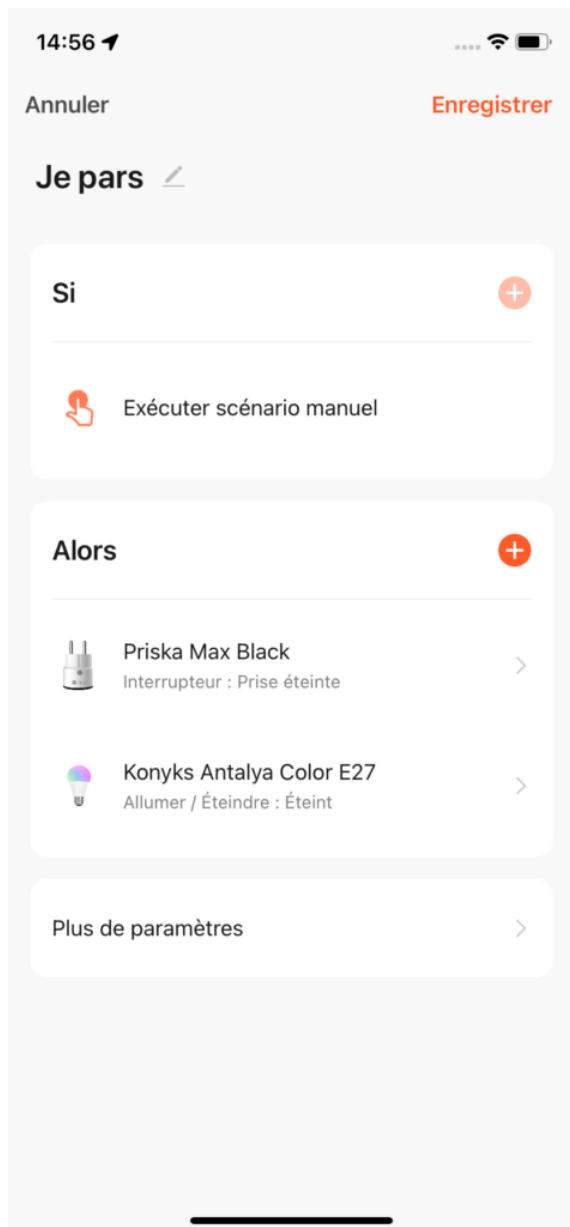 14:56
Annuler
Enregistrer
Je pars
Si
Exécuter scénario manuel
Alors
Priska Max Black
Interrupteur : Prise éteinte
Konyks Antalya Color E27
Allumer / Éteindre : Éteint
Plus de paramètres